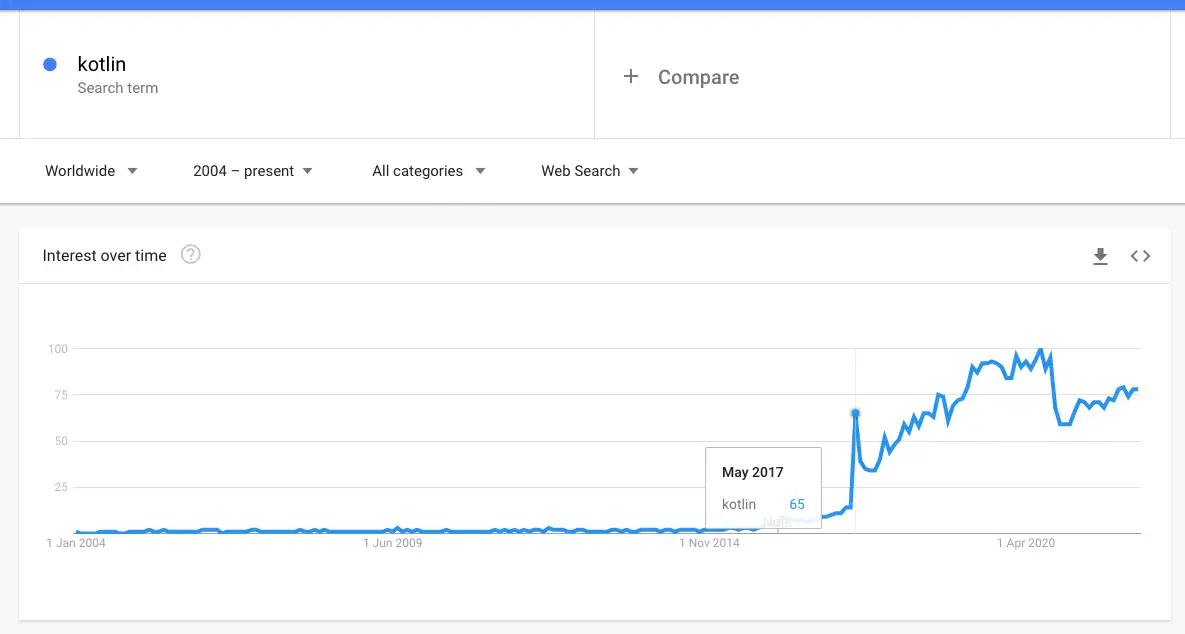 kotlin
Search term
+ Compare
Worldwide
2004 – present
All categories
Web Search
Interest over time ?
100
75
50
25
May 2017
kotlin 65
Note
1 Jan 2004
1 Jun 2009
1 Nov 2014
1 Apr 2020